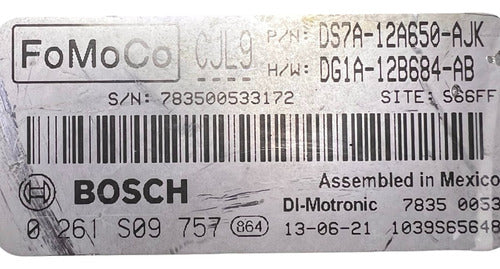 FoMoCo CJL9 P/N: DS7A-12A650-AJK
H/W: DG1A-12B684-AB
S/N: 783500533172 SITE: S66FF
BOSCH Assembled in Mexico
DI-Motronic 7835 0053
0 261 S09 757 864 13-06-21 1039S65648